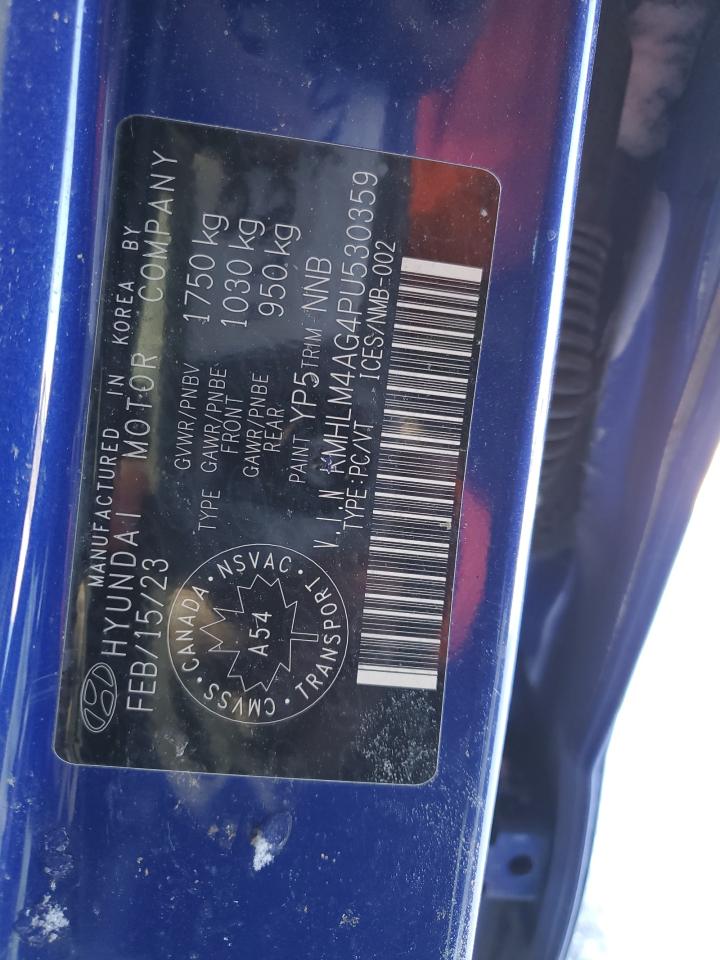 MANUFACTURED IN KOREA BY
HYUNDAI MOTOR COMPANY
FEB/15/23
GVWR/PNBV 1750 kg
TYPE GAWR/PNBE FRONT 1030 kg
GAWR/PNBE REAR 950 kg
PAINT YP5 TRIM NNB
V.I.N KMHLM4AG4PU530359
TYPE:PC/VT ICES/NMB-002
CMVSS · CANADA · NSVAC · TRANSPORT ·
A54